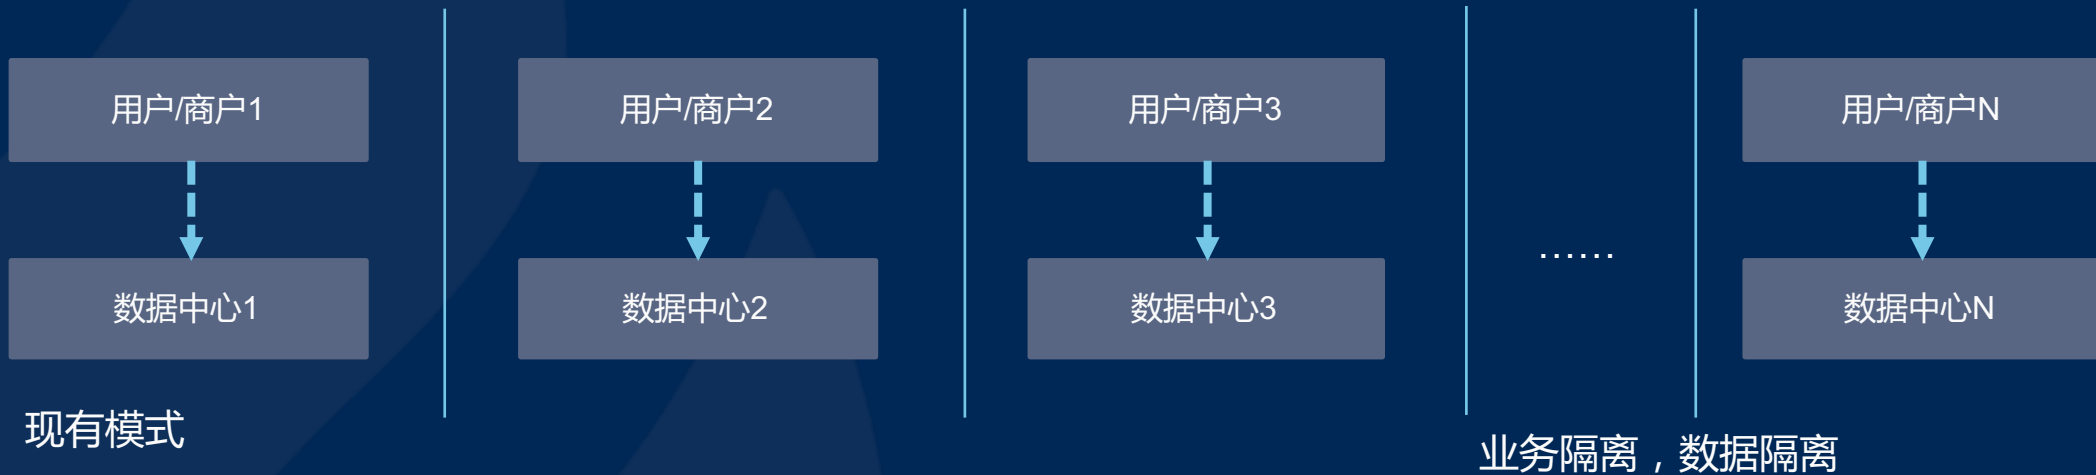 用户/商户1
用户/商户2
用户/商户3
用户/商户N
......
数据中心1
数据中心2
数据中心3
数据中心N
现有模式
业务隔离，数据隔离